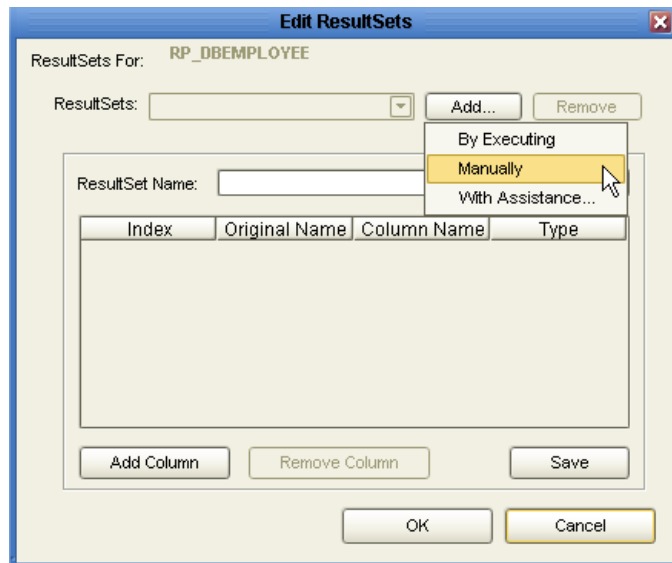 Edit ResultSets
ResultSets For: RP_DBEMPLOYEE
ResultSets: Add... Remove
By Executing
Manually
With Assistance...
ResultSet Name:
Index Original Name Column Name Type
Add Column Remove Column Save
OK Cancel